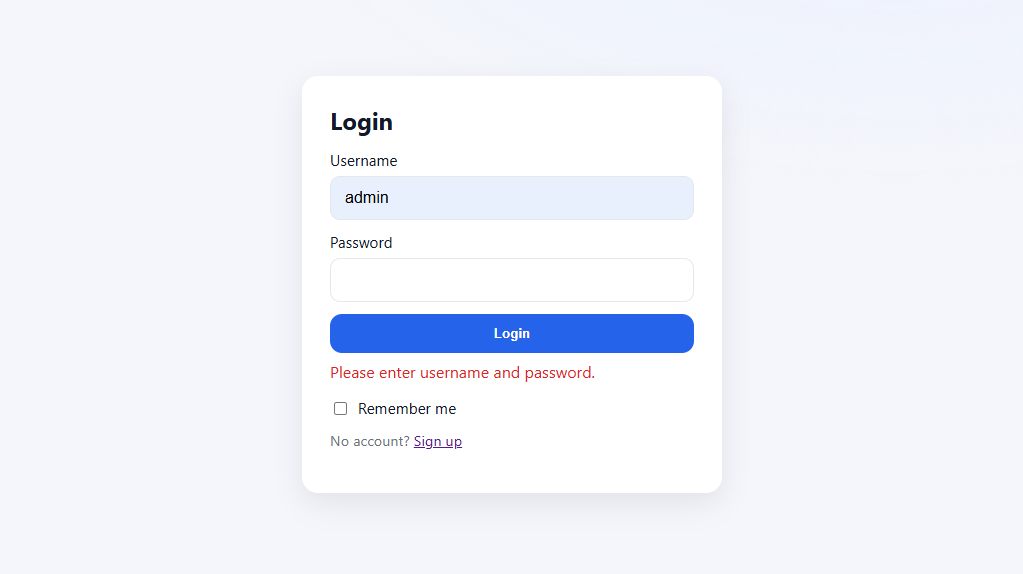 Login
Username
admin
Password
Login
Please enter username and password.
Remember me
No account? Sign up